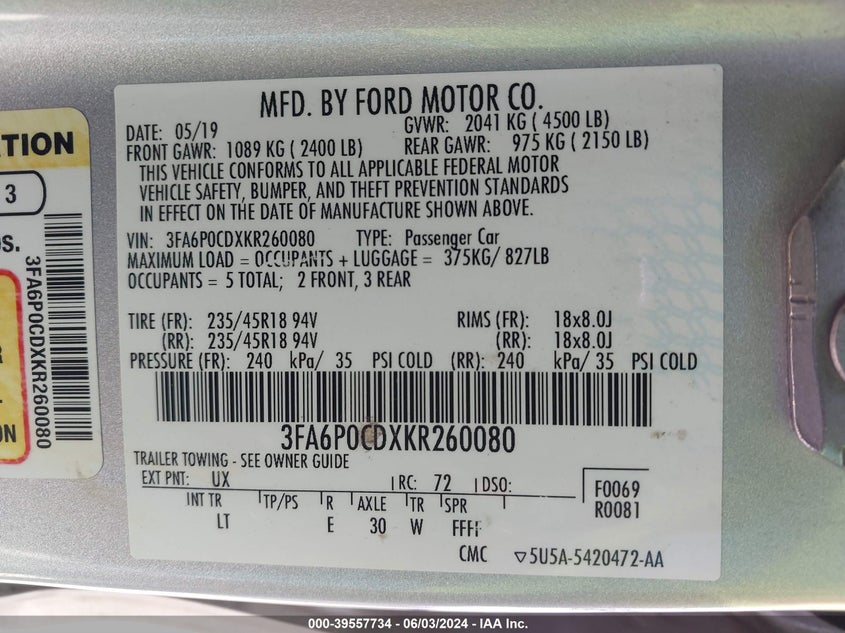 ATION
3
OS.
3FA6P0CDXKR260080
R
L.
ON
MFD. BY FORD MOTOR CO.
DATE: 05/19 GVWR: 2041 KG ( 4500 LB)
FRONT GAWR: 1089 KG ( 2400 LB) REAR GAWR: 975 KG ( 2150 LB)
THIS VEHICLE CONFORMS TO ALL APPLICABLE FEDERAL MOTOR
VEHICLE SAFETY, BUMPER, AND THEFT PREVENTION STANDARDS
IN EFFECT ON THE DATE OF MANUFACTURE SHOWN ABOVE.
VIN: 3FA6P0CDXKR260080 TYPE: Passenger Car
MAXIMUM LOAD = OCCUPANTS + LUGGAGE = 375KG/ 827LB
OCCUPANTS = 5 TOTAL; 2 FRONT, 3 REAR
TIRE (FR): 235/45R18 94V RIMS (FR): 18x8.0J
(RR): 235/45R18 94V (RR): 18x8.0J
PRESSURE (FR): 240 kPa/ 35 PSI COLD (RR): 240 kPa/ 35 PSI COLD
3FA6P0CDXKR260080
TRAILER TOWING - SEE OWNER GUIDE
EXT PNT: UX RC: 72 DSO: F0069
R0081
INT TR TP/PS R AXLE TR SPR
LT E 30 W FFFF
CMC ▽5U5A-5420472-AA
000-39557734 - 06/03/2024 - IAA Inc.